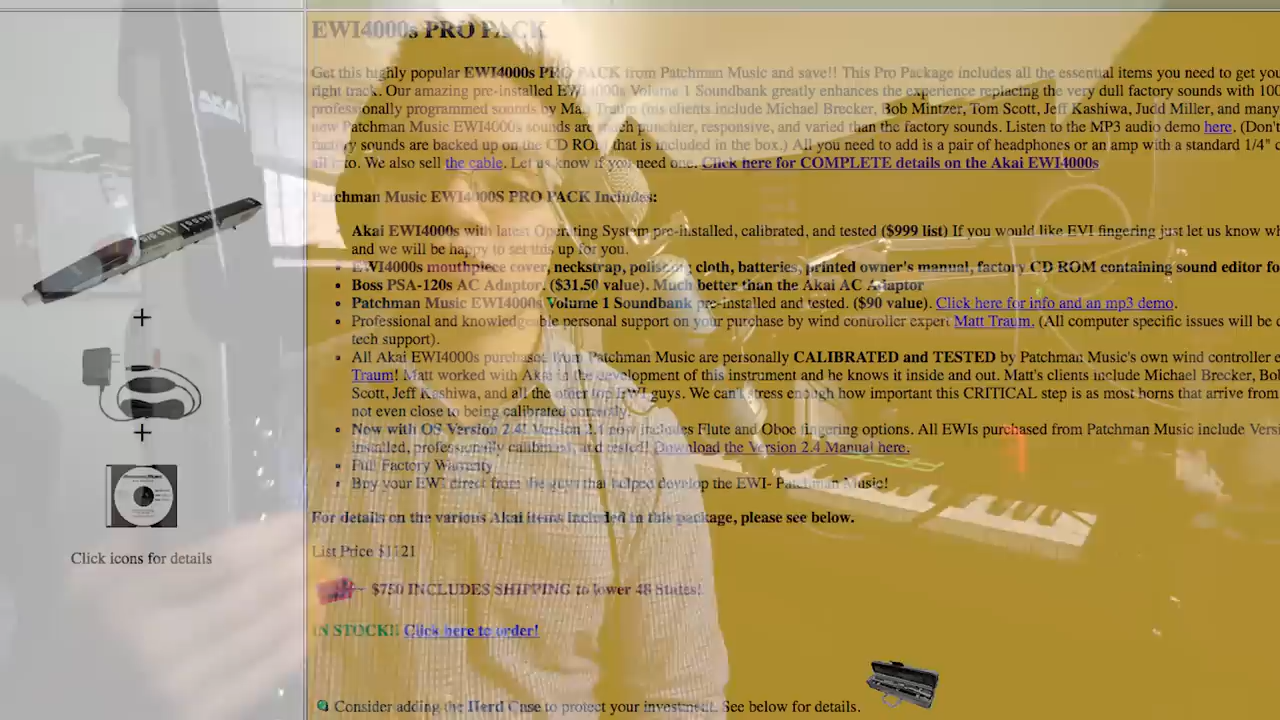 EWI4000s PRO PACK
Get this highly popular EWI4000s PRO PACK from Patchman Music and save!! This Pro Package includes all the essential items you need to get you
right track. Our amazing pre-installed EWI4000s Volume 1 Soundbank greatly enhances the experience replacing the very dull factory sounds with 100
professionally programmed sounds by Matt Traum (his clients include Michael Brecker, Bob Mintzer, Tom Scott, Jeff Kashiwa, Judd Miller, and many
new Patchman Music EWI4000s sounds are much punchier, responsive, and varied than the factory sounds. Listen to the MP3 audio demo here. (Don't
factory sounds are backed up on the CD ROM that is included in the box.) All you need to add is a pair of headphones or an amp with a standard 1/4"
into. We also sell the cable. Let us know if you need one. Click here for COMPLETE details on the Akai EWI4000s
Patchman Music EWI4000S PRO PACK Includes:
Akai EWI4000s with latest Operating System pre-installed, calibrated, and tested ($999 list) If you would like EVI fingering just let us know
and we will be happy to set this up for you.
EWI4000s mouthpiece cover, neckstrap, polishing cloth, batteries, printed owner's manual, factory CD ROM containing sound editor
Boss PSA-120s AC Adaptor. ($31.50 value). Much better than the Akai AC Adaptor
Patchman Music EWI4000s Volume 1 Soundbank pre-installed and tested. ($90 value). Click here for info and an mp3 demo.
Professional and knowledgeable personal support on your purchase by wind controller expert Matt Traum. (All computer specific issues will be
tech support).
All Akai EWI4000s purchased from Patchman Music are personally CALIBRATED and TESTED by Patchman Music's own wind controller
Traum! Matt worked with Akai in the development of this instrument and he knows it inside and out. Matt's clients include Michael Brecker, Bob
Scott, Jeff Kashiwa, and all the other top EWI guys. We can't stress enough how important this CRITICAL step is as most horns that arrive from
not even close to being calibrated correctly!
Now with OS Version 2.4! Version 2.4 now includes Flute and Oboe fingering options. All EWIs purchased from Patchman Music include
installed, professionally calibrated, and tested! Download the Version 2.4 Manual here.
Full Factory Warranty
Buy your EWI direct from the guys that helped develop the EWI- Patchman Music!
For details on the various Akai items included in this package, please see below.
List Price $1121
$750 INCLUDES SHIPPING to lower 48 States!
IN STOCK!! Click here to order!
Consider adding the Herd Case to protect your investment. See below for details.
+
+
Click icons for details